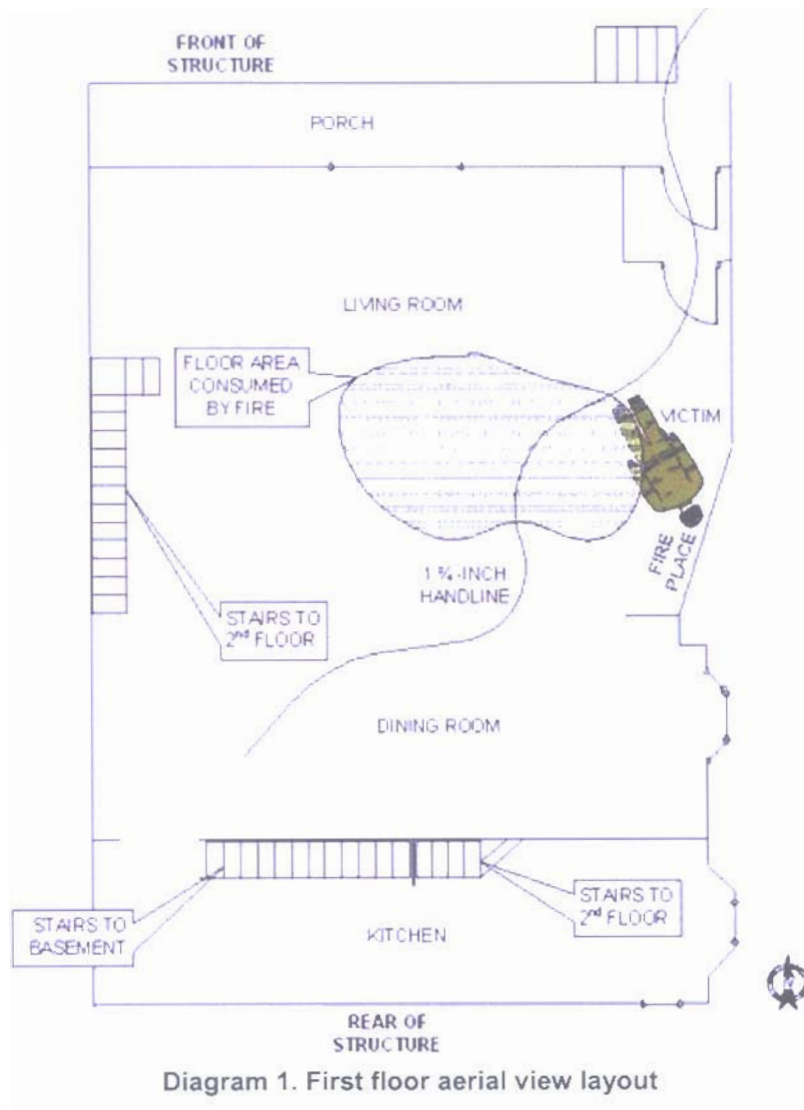 FRONT OF
STRUCTURE
PORCH
LIVING ROOM
FLOOR AREA
CONSUMED
BY FIRE
VICTIM
FIRE
PLACE
1 ¾-INCH
HANDLINE
STAIRS TO
2nd FLOOR
DINING ROOM
STAIRS TO
BASEMENT
STAIRS TO
2nd FLOOR
KITCHEN
N
REAR OF
STRUCTURE
Diagram 1. First floor aerial view layout